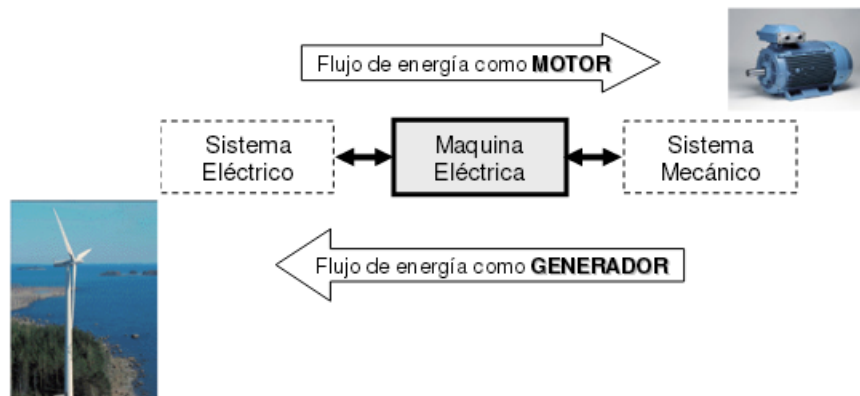 Flujo de energía como MOTOR
Sistema
Eléctrico
Maquina
Eléctrica
Sistema
Mecánico
Flujo de energía como GENERADOR